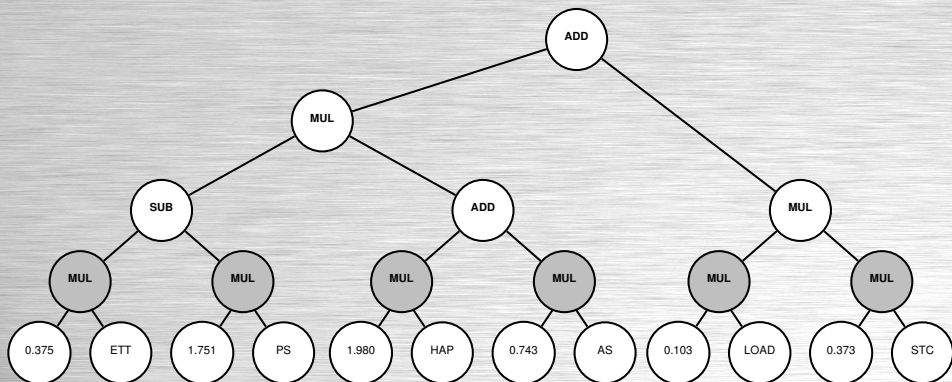 ADD
MUL
SUB ADD MUL
MUL MUL MUL MUL MUL MUL
0.375 ETT 1.751 PS 1.980 HAP 0.743 AS 0.103 LOAD 0.373 STC